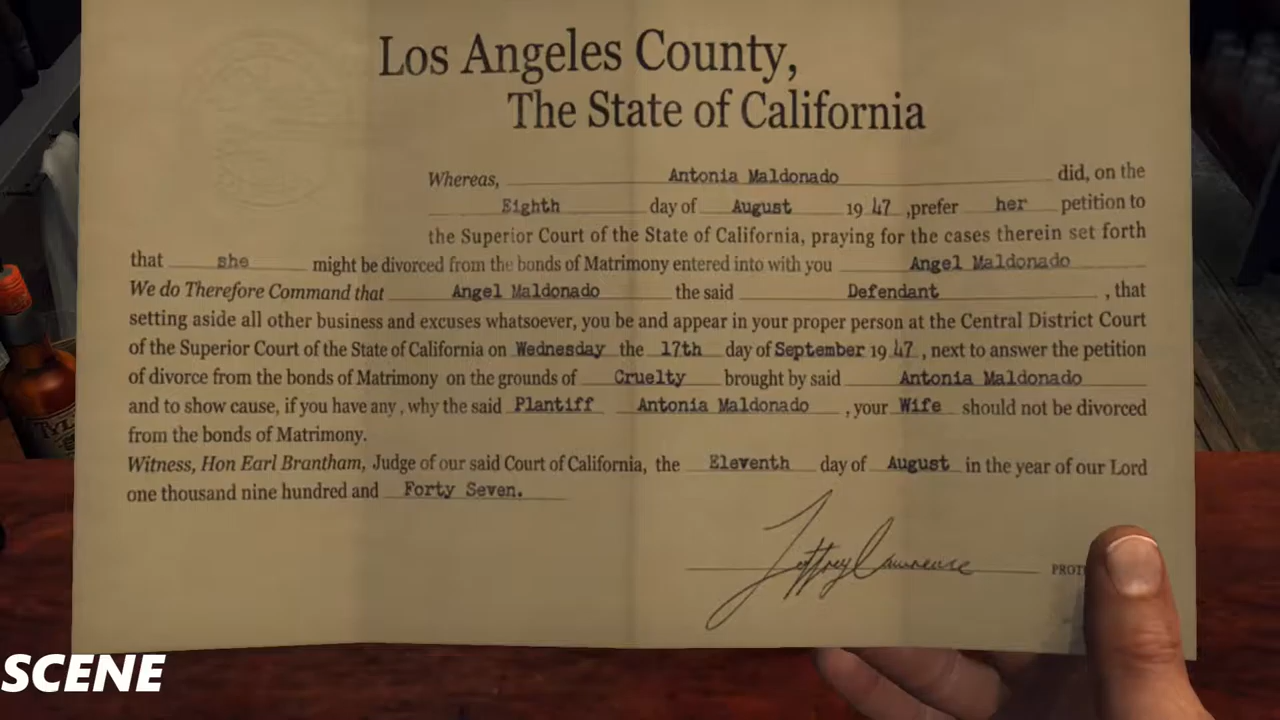 Los Angeles County,
The State of California
Whereas, Antonia Maldonado did, on the
Eighth day of August 19 47 ,prefer her petition to
the Superior Court of the State of California, praying for the cases therein set forth
that she might be divorced from the bonds of Matrimony entered into with you Angel Maldonado
We do Therefore Command that Angel Maldonado the said Defendant , that
setting aside all other business and excuses whatsoever, you be and appear in your proper person at the Central District Court
of the Superior Court of the State of California on Wednesday the 17th day of September 19 47 , next to answer the petition
of divorce from the bonds of Matrimony on the grounds of Cruelty brought by said Antonia Maldonado
and to show cause, if you have any , why the said Plantiff Antonia Maldonado , your Wife should not be divorced
from the bonds of Matrimony.
Witness, Hon Earl Brantham, Judge of our said Court of California, the Eleventh day of August in the year of our Lord
one thousand nine hundred and Forty Seven.
Jeffrey Lawrence
SCENE